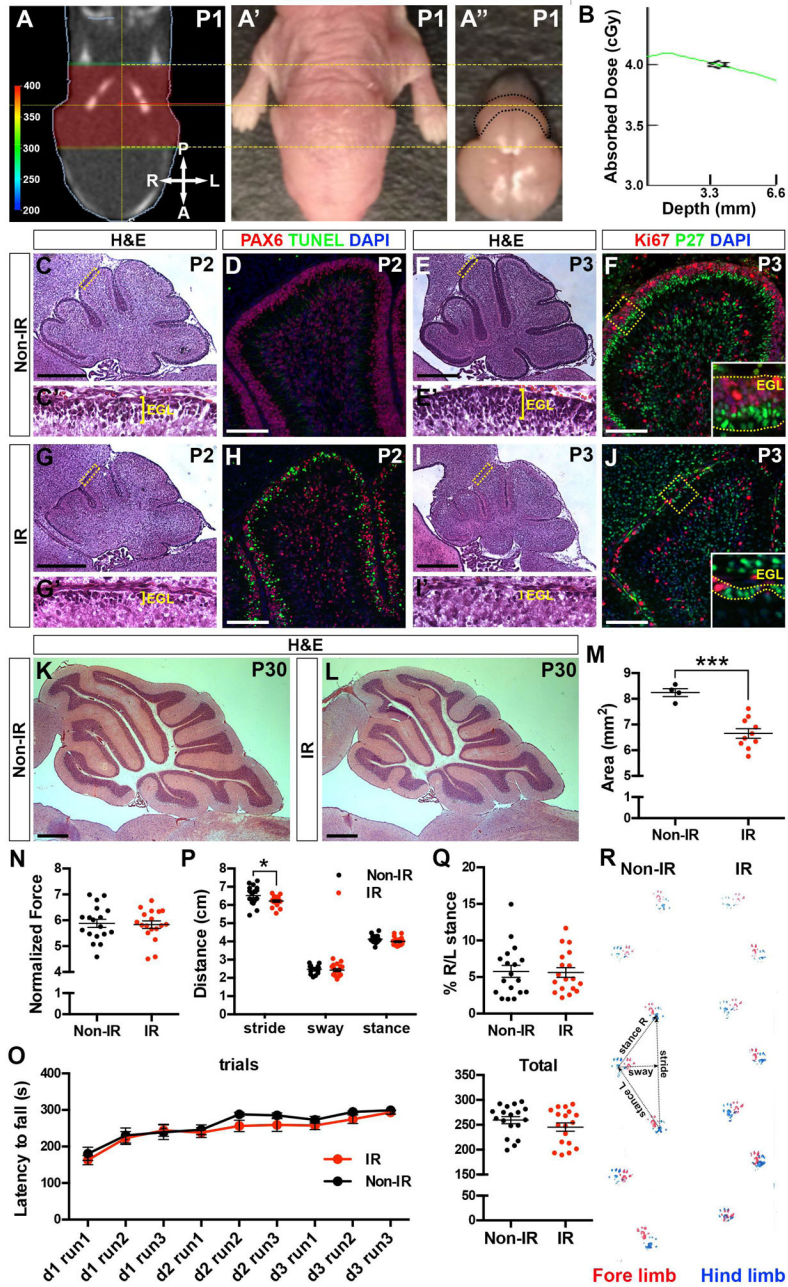 A P1
400
350
300
250
200
P
R L
A
A' P1
A'' P1
B
Absorbed Dose (cGy)
4.0
3.5
3.0
3.3 6.6
Depth (mm)
H&E
PAX6 TUNEL DAPI
H&E
Ki67 P27 DAPI
Non-IR
C P2
D P2
E P3
F P3
EGL
C' EGL
E' EGL
IR
G P2
H P2
I P3
J P3
EGL
G' EGL
I' EGL
H&E
Non-IR
K P30
IR
L P30
M
***
Area (mm²)
9
8
7
6
5
1
0
Non-IR IR
N
Normalized Force
8
7
6
5
4
1
0
Non-IR IR
P
Distance (cm)
8
7
6
5
4
3
2
1
0
*
Non-IR
IR
stride sway stance
Q
% R/L stance
20
15
10
5
0
Non-IR IR
R
Non-IR IR
stance R
stride
sway
stance L
Fore limb Hind limb
O
trials
Latency to fall (s)
400
300
200
100
0
IR
Non-IR
d1 run1
d1 run2
d1 run3
d2 run1
d2 run2
d2 run3
d3 run1
d3 run2
d3 run3
Total
350
300
250
200
150
50
0
Non-IR IR